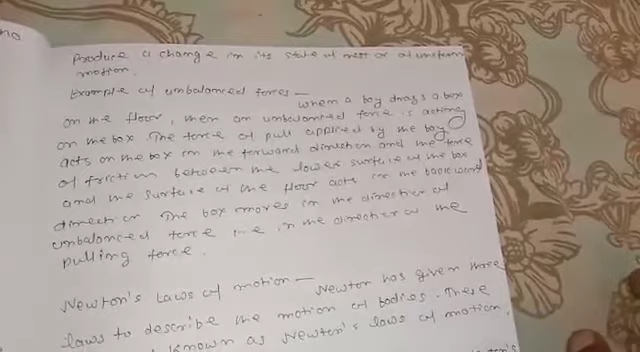 Produce a change in its state of rest or of uniform
motion.
Example of unbalanced forces —
when a boy drags a box
on the floor, then an unbalanced force is acting
on the box. The force of pull applied by the boy
acts on the box in the forward direction and the force
of friction between the lower surface of the box
and the surface of the floor acts in the backward
direction The box moves in the direction of
unbalanced force i.e in the direction of the
pulling force.
Newton's Laws of motion —
Newton has given three
laws to describe the motion of bodies. These
known as Newton's laws of motion.